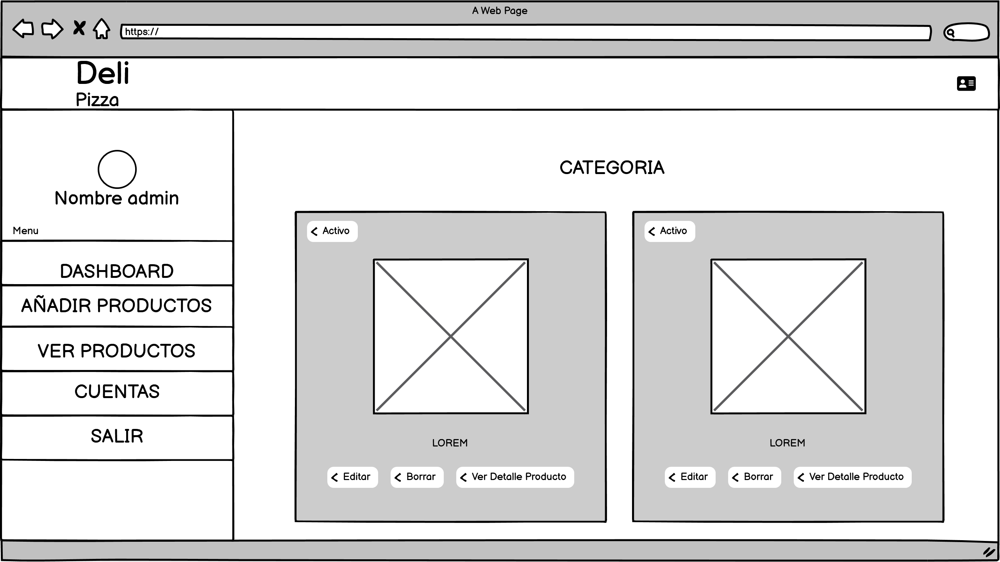 A Web Page
https://
Deli
Pizza
Nombre admin
Menu
DASHBOARD
AÑADIR PRODUCTOS
VER PRODUCTOS
CUENTAS
SALIR
CATEGORIA
Activo
LOREM
Editar Borrar Ver Detalle Producto
Activo
LOREM
Editar Borrar Ver Detalle Producto